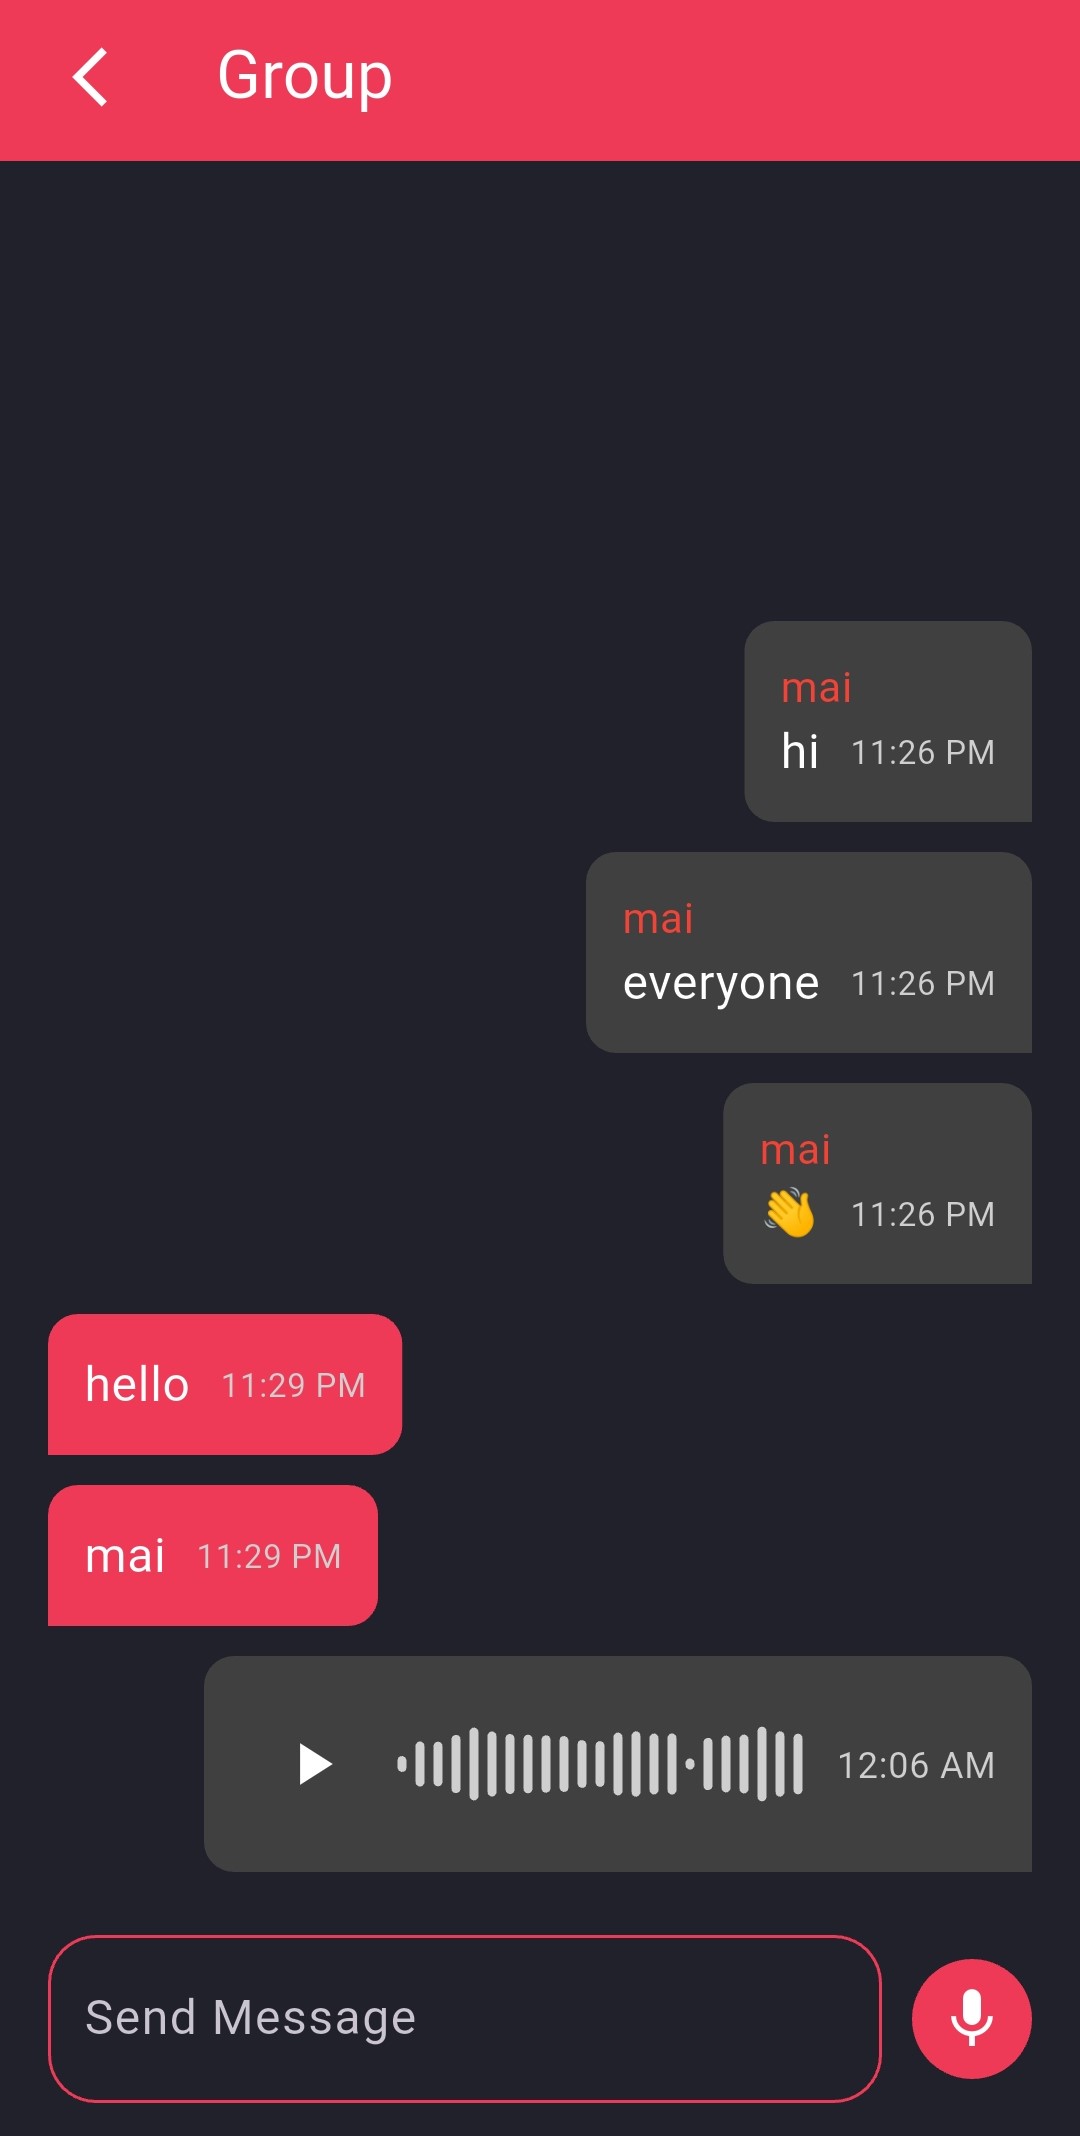 Group
mai
hi 11:26 PM
mai
everyone 11:26 PM
mai
👋 11:26 PM
hello 11:29 PM
mai 11:29 PM
12:06 AM
Send Message